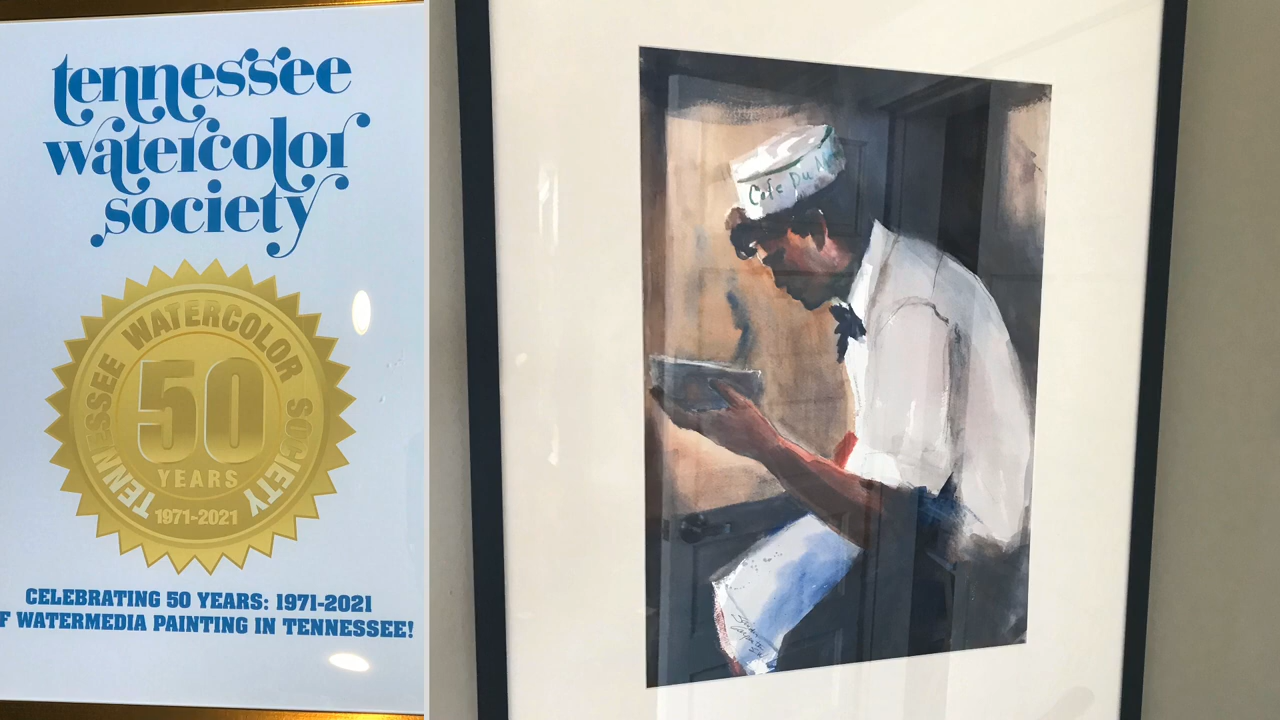 tennessee
watercolor
society
TENNESSEE WATERCOLOR SOCIETY
50
YEARS
1971-2021
CELEBRATING 50 YEARS: 1971-2021
F WATERMEDIA PAINTING IN TENNESSEE!
Cafe Du